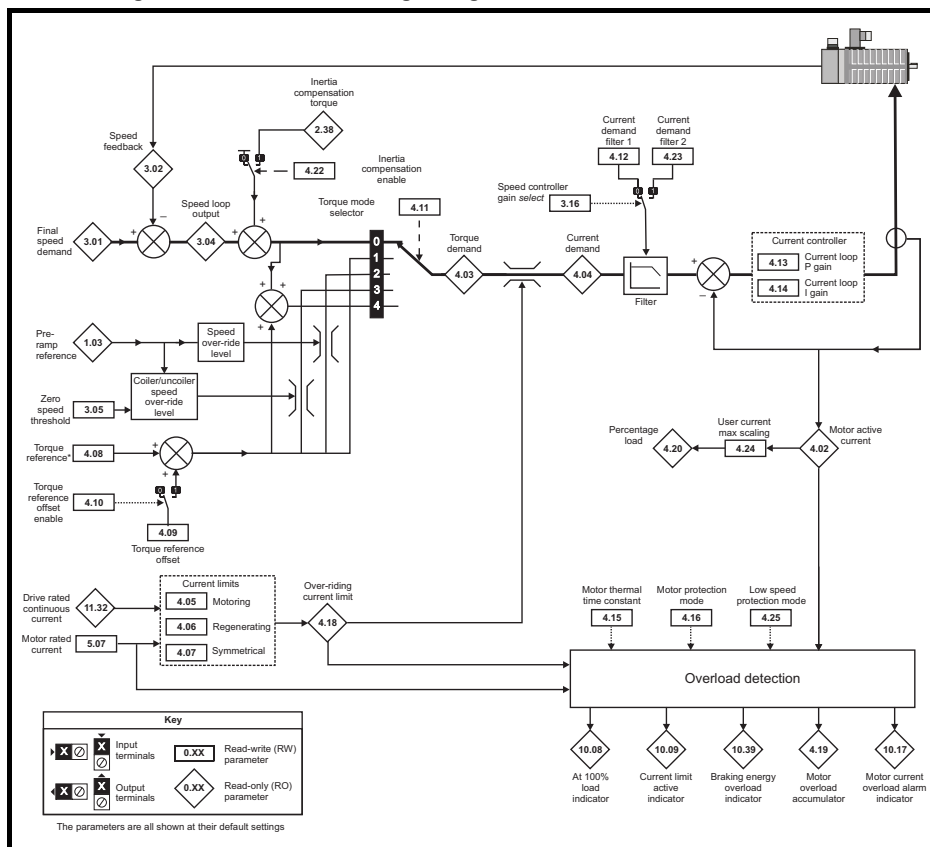 Inertia
compensation
torque
2.38
Speed
feedback
3.02
0 1
4.22
Inertia
compensation
enable
Current
demand
filter 1
Current
demand
filter 2
4.12
4.23
Speed controller
gain select
3.16
0 1
Torque mode
selector
4.11
Final
speed
demand
3.01
Speed loop
output
3.04
0
1
2
3
4
Torque
demand
4.03
Current
demand
4.04
Filter
Current controller
4.13
Current loop
P gain
4.14
Current loop
I gain
Pre-
ramp
reference
1.03
Speed
over-ride
level
Coiler/uncoiler
speed
over-ride
level
Zero
speed
threshold
3.05
Torque
reference*
4.08
Torque
reference
offset
enable
4.10
0 1
4.09
Torque reference
offset
Percentage
load
4.20
User current
max scaling
4.24
Motor active
current
4.02
Drive rated
continuous
current
11.32
Motor rated
current
5.07
Current limits
4.05 Motoring
4.06 Regenerating
4.07 Symmetrical
Over-riding
current limit
4.18
Motor thermal
time constant
4.15
Motor protection
mode
4.16
Low speed
protection mode
4.25
Overload detection
10.08
At 100%
load
indicator
10.09
Current limit
active
indicator
10.39
Braking energy
overload
indicator
4.19
Motor
overload
accumulator
10.17
Motor current
overload alarm
indicator
Key
X X Input
terminals
0.XX Read-write (RW)
parameter
X X Output
terminals
0.XX Read-only (RO)
parameter
The parameters are all shown at their default settings